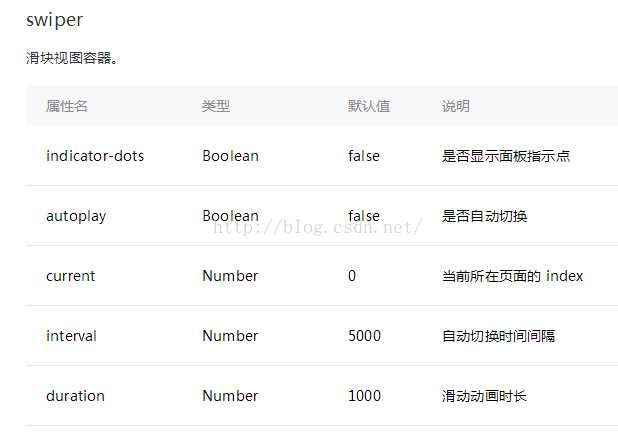 swiper
滑块视图容器。
属性名 类型 默认值 说明
indicator-dots Boolean false 是否显示面板指示点
autoplay Boolean false 是否自动切换
http://blog.csdn.net/
current Number 0 当前所在页面的 index
interval Number 5000 自动切换时间间隔
duration Number 1000 滑动动画时长